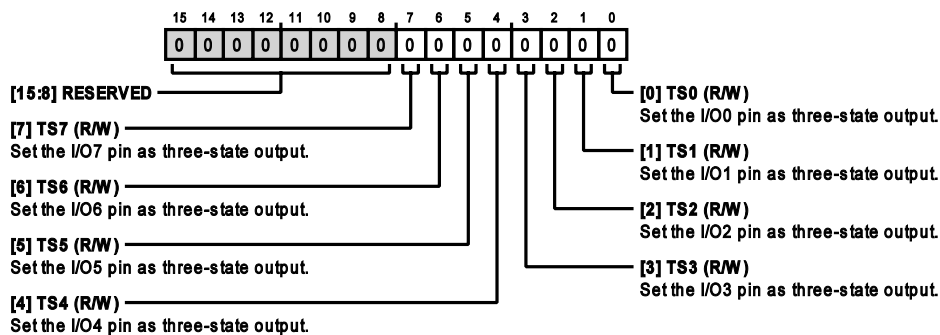 15 14 13 12 11 10 9 8 7 6 5 4 3 2 1 0
0 0 0 0 0 0 0 0 0 0 0 0 0 0 0 0
[15:8] RESERVED
[7] TS7 (R/W)
Set the I/O7 pin as three-state output.
[6] TS6 (R/W)
Set the I/O6 pin as three-state output.
[5] TS5 (R/W)
Set the I/O5 pin as three-state output.
[4] TS4 (R/W)
Set the I/O4 pin as three-state output.
[0] TS0 (R/W)
Set the I/O0 pin as three-state output.
[1] TS1 (R/W)
Set the I/O1 pin as three-state output.
[2] TS2 (R/W)
Set the I/O2 pin as three-state output.
[3] TS3 (R/W)
Set the I/O3 pin as three-state output.